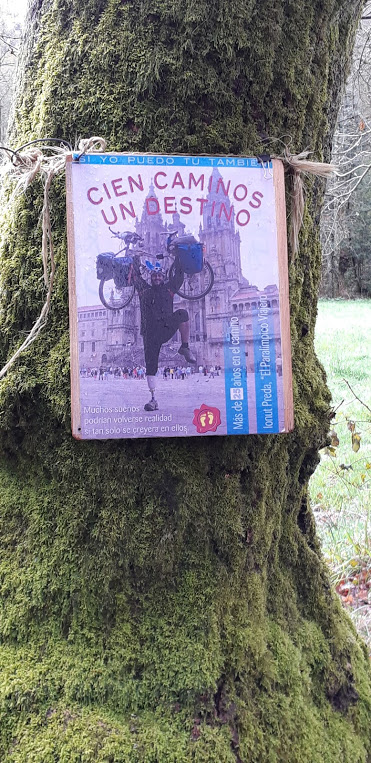 SI YO PUEDO TU TAMBIE
CIEN CAMINOS
UN DESTINO
Muchos sueños
podrían volverse realidad
si tan solo se creyera en ellos
Más de años en el camino
Ionut Preda, "El Paralímpico Viajero"